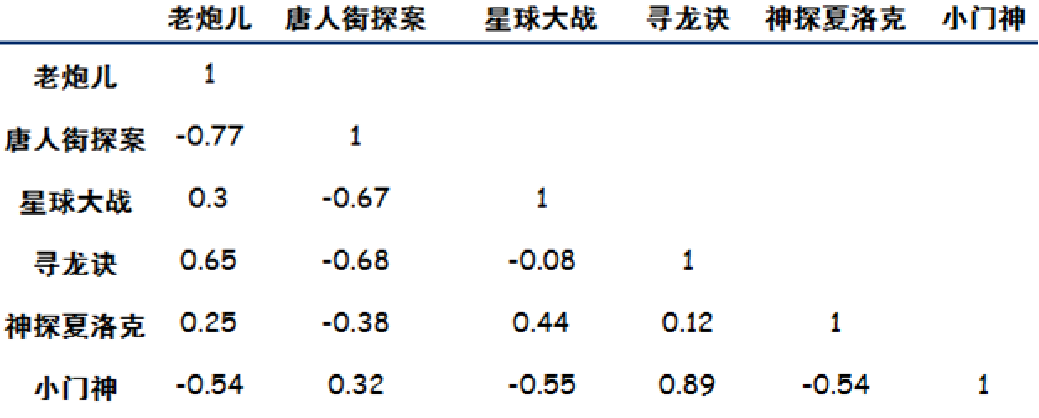 老炮儿 唐人街探案 星球大战 寻龙诀 神探夏洛克 小门神
老炮儿 1
唐人街探案 -0.77 1
星球大战 0.3 -0.67 1
寻龙诀 0.65 -0.68 -0.08 1
神探夏洛克 0.25 -0.38 0.44 0.12 1
小门神 -0.54 0.32 -0.55 0.89 -0.54 1